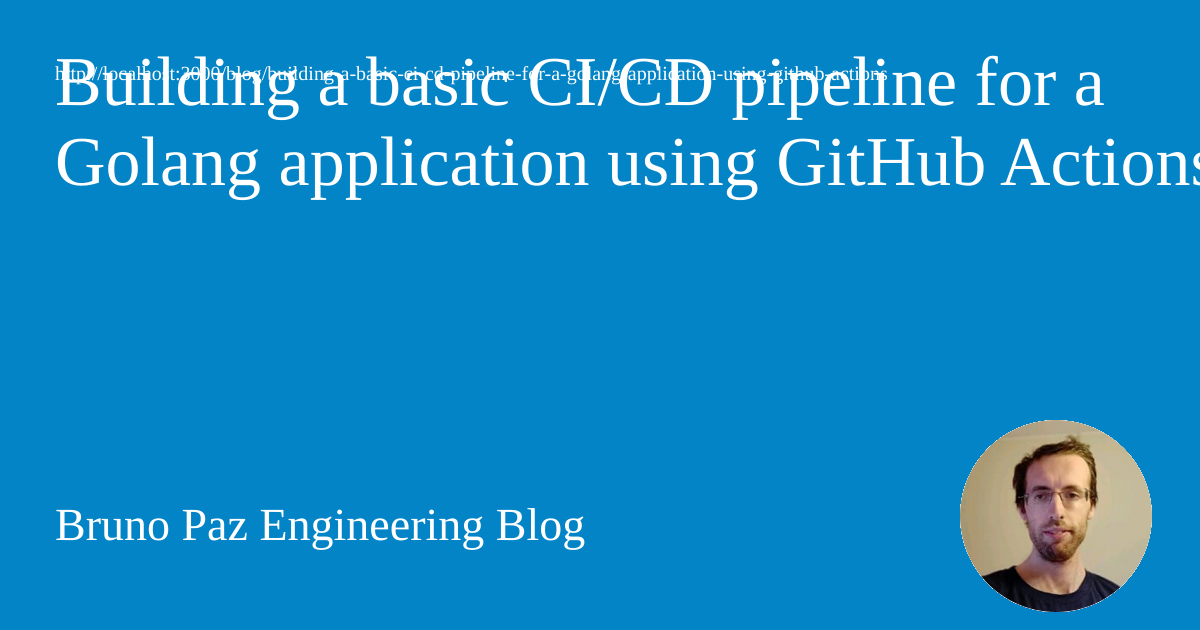 http://localhost:3000/blog/building-a-basic-ci-cd-pipeline-for-a-golang-application-using-github-actions
Building a basic CI/CD pipeline for a
Golang application using GitHub Actions
Bruno Paz Engineering Blog